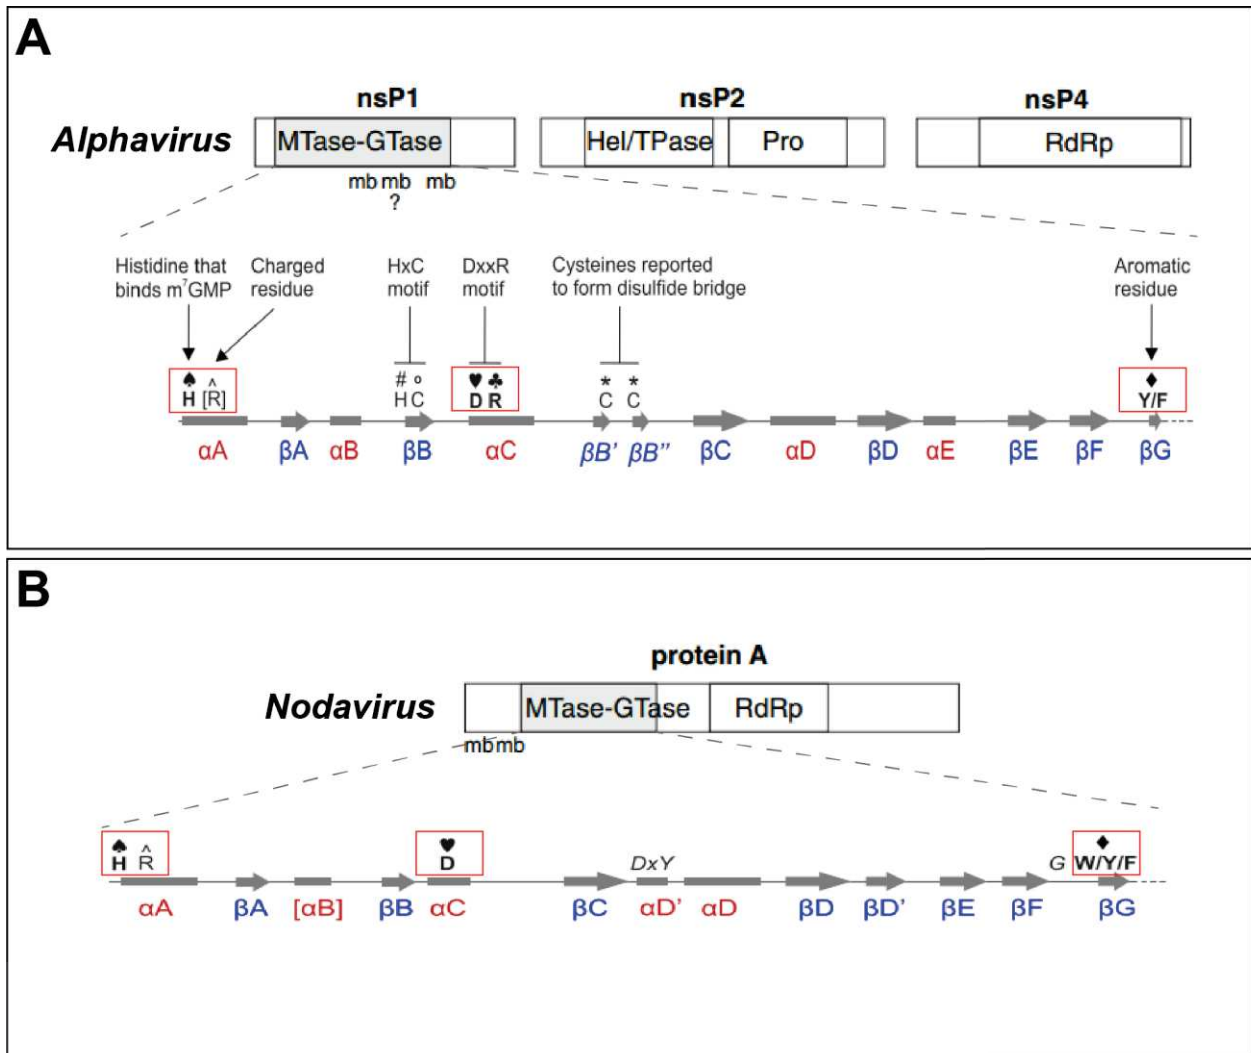 A
nsP1 nsP2 nsP4
Alphavirus MTase-GTase Hel/TPase Pro RdRp
mb mb mb
?
Histidine that Charged HxC DxxR Cysteines reported Aromatic
binds m⁷GMP residue motif motif to form disulfide bridge residue
♠ ^ # o ♥ ♣ * * ♦
H [R] H C D R C C Y/F
αA βA αB βB αC βB' βB'' βC αD βD αE βE βF βG
B
protein A
Nodavirus MTase-GTase RdRp
mb mb
♠ ^ ♥ ♦
H R D DxY G W/Y/F
αA βA [αB] βB αC βC αD' αD βD βD' βE βF βG